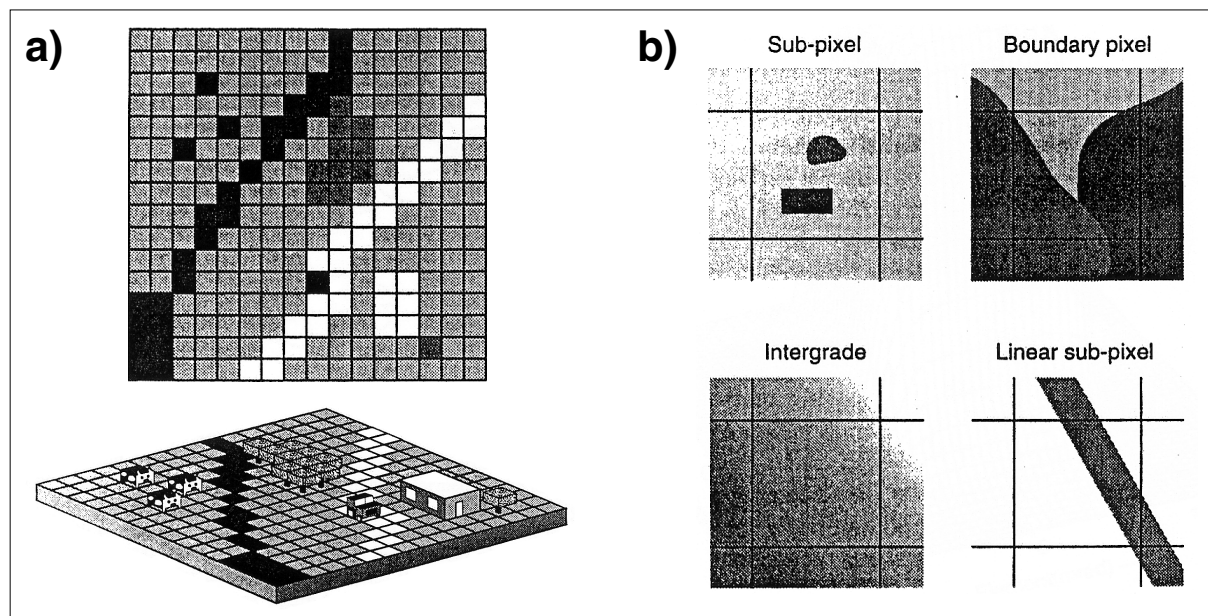 a)
b)
Sub-pixel
Boundary pixel
Intergrade
Linear sub-pixel